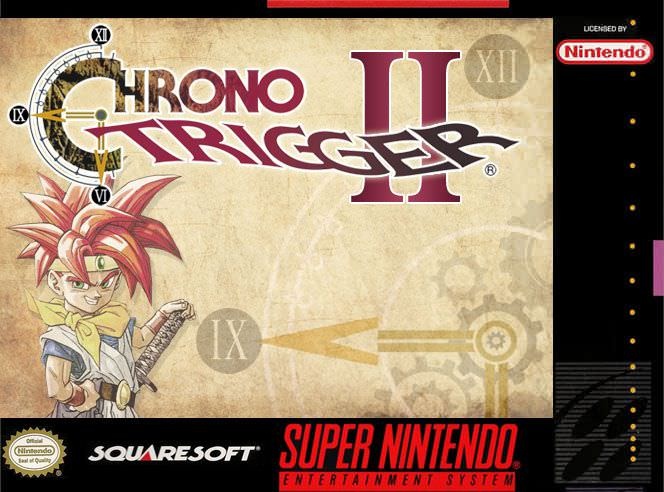 LICENSED BY
Nintendo®
XII
XII
CHRONO
II
IX
TRIGGER®
VI
IX
Official
Nintendo
Seal of Quality
SQUARESOFT®
SUPER NINTENDO®
ENTERTAINMENT SYSTEM